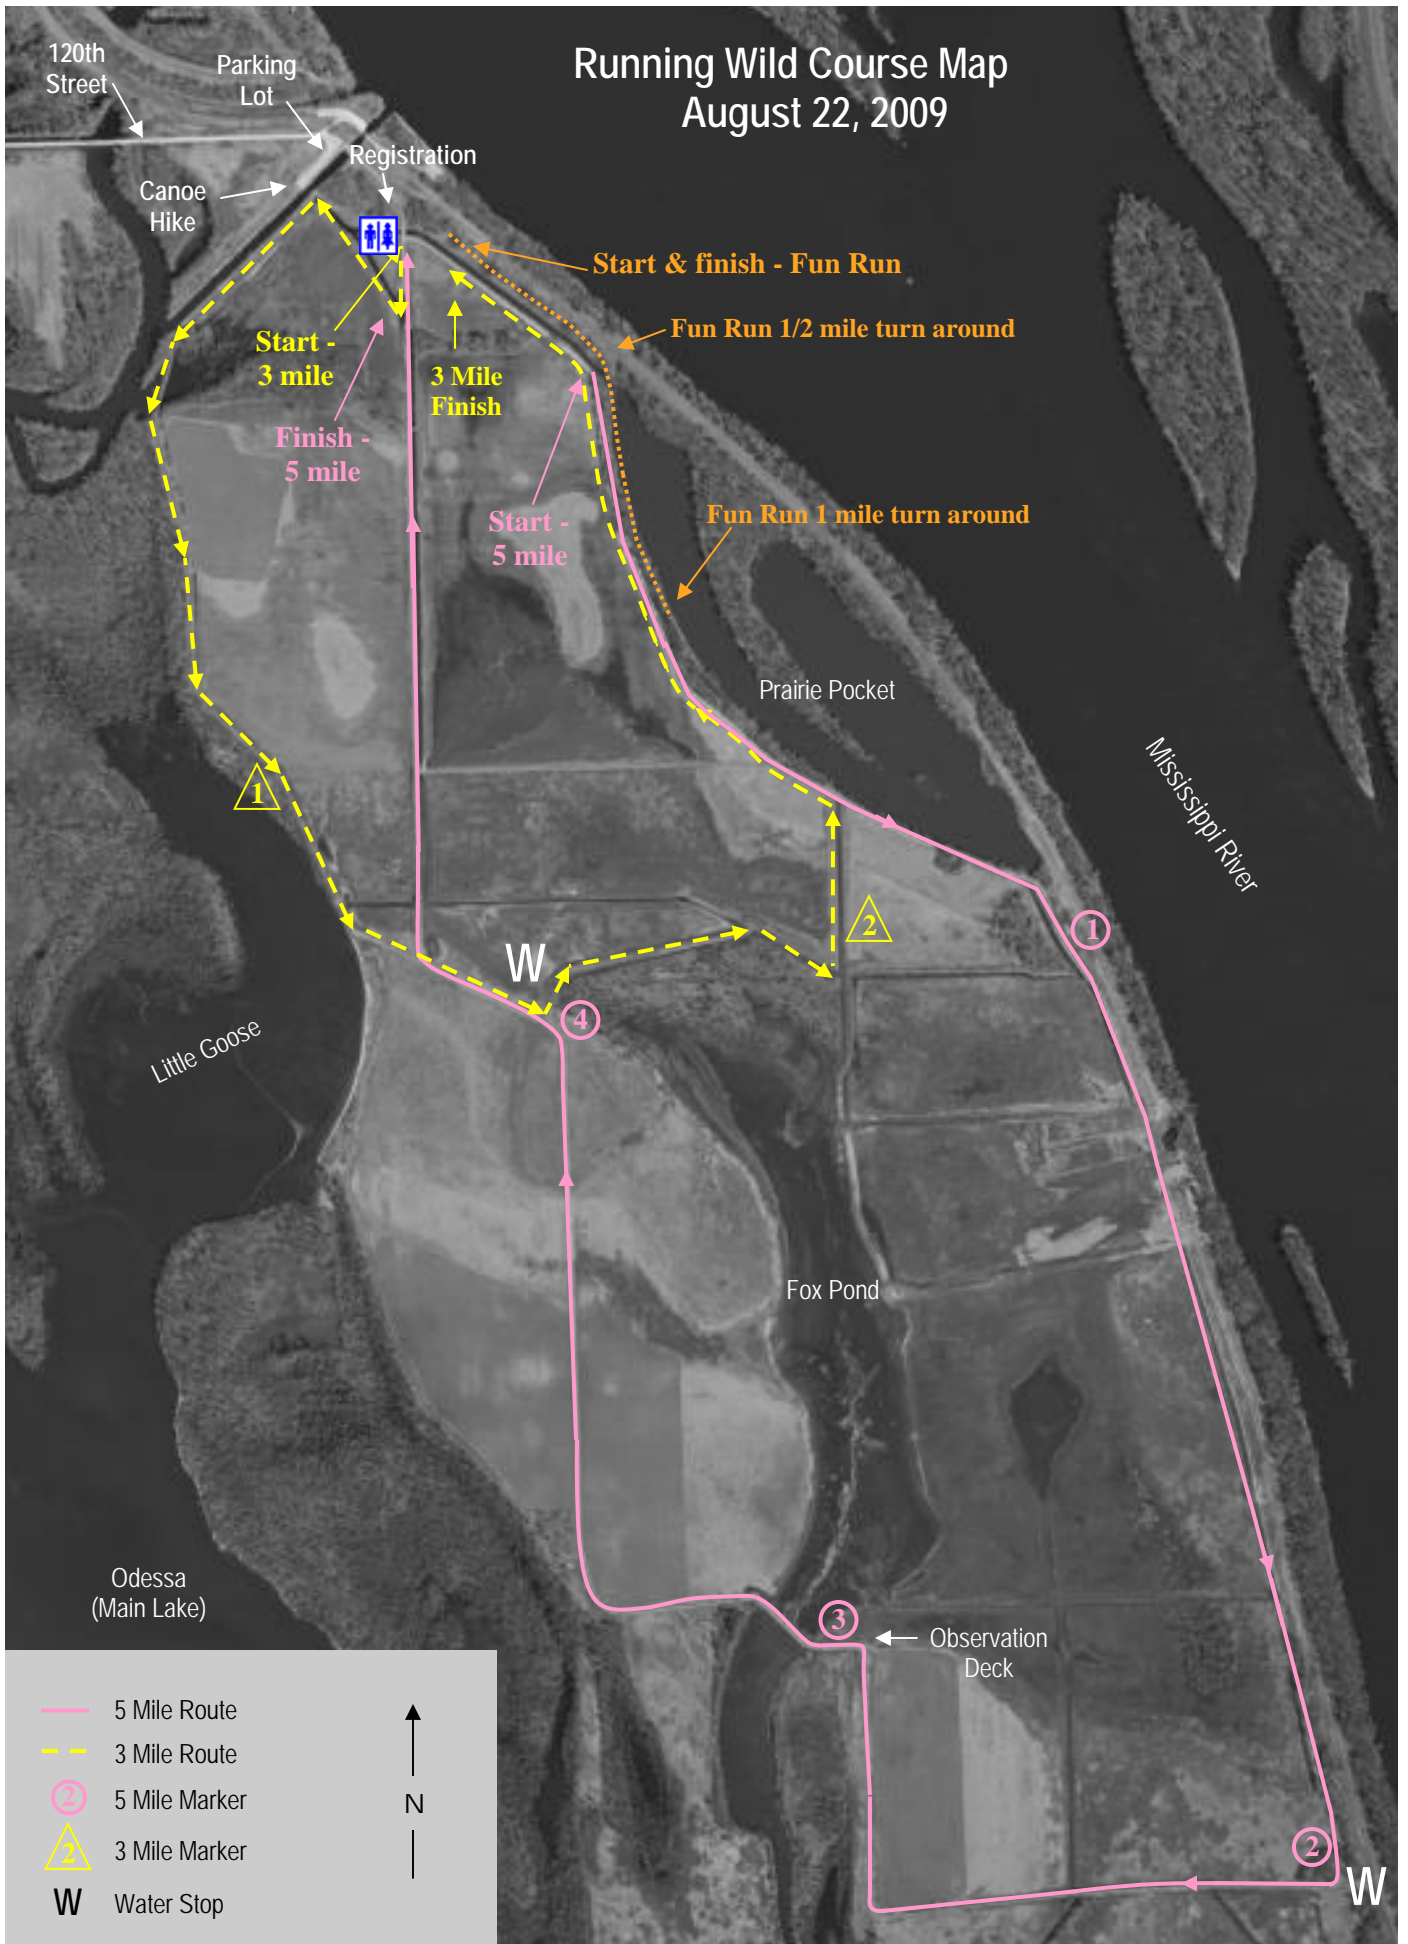 Running Wild Course Map
August 22, 2009
120th
Street
Parking
Lot
Registration
Canoe
Hike
Start & finish - Fun Run
Fun Run 1/2 mile turn around
Start -
3 mile
3 Mile
Finish
Finish -
5 mile
Start -
5 mile
Fun Run 1 mile turn around
Prairie Pocket
Mississippi River
1
2
1
W
4
Little Goose
Fox Pond
Odessa
(Main Lake)
3
Observation
Deck
2
W
5 Mile Route
3 Mile Route
2 5 Mile Marker
N
2 3 Mile Marker
W Water Stop